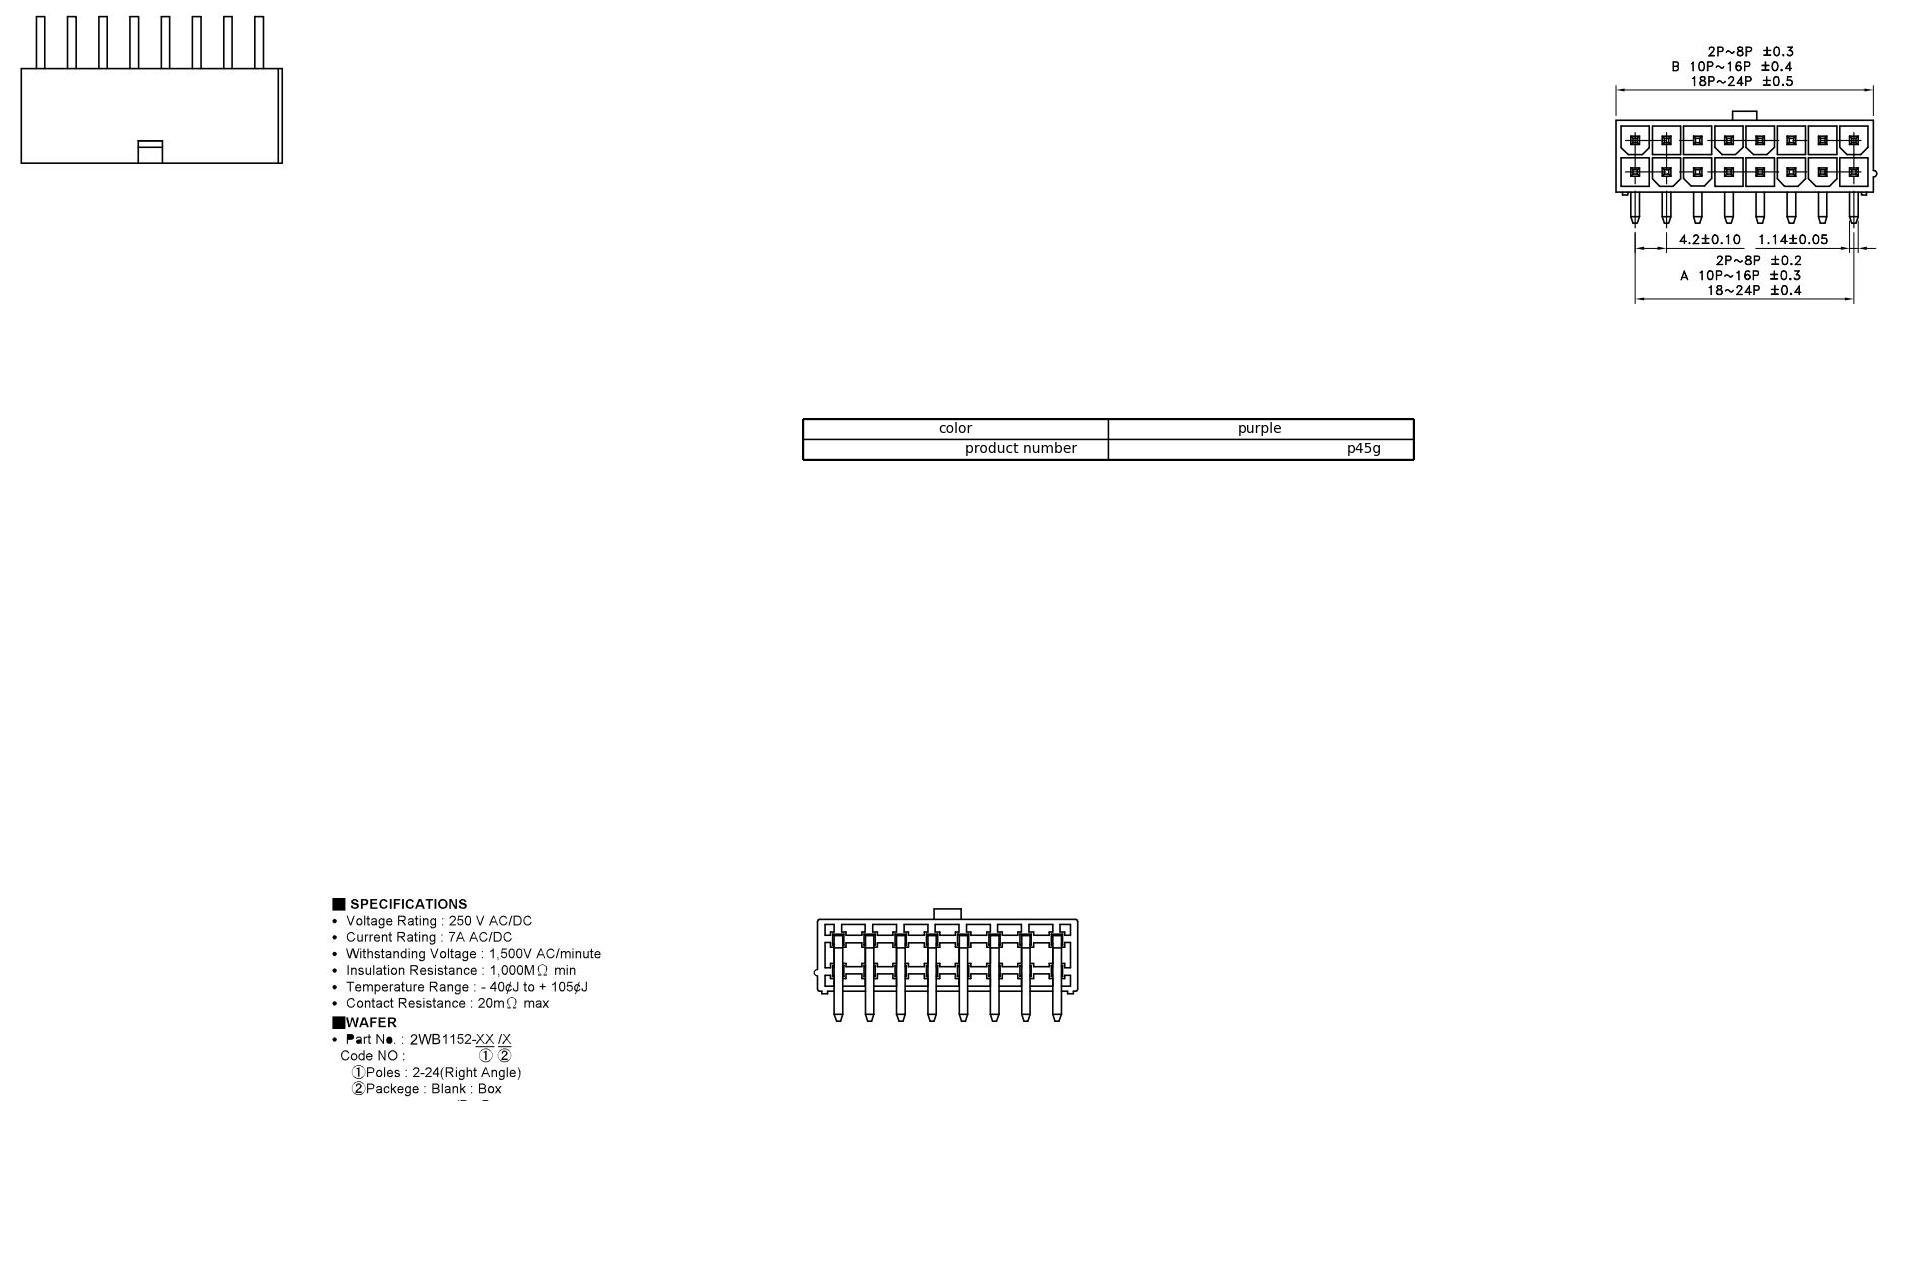 2P~8P ±0.3
B 10P~16P ±0.4
18P~24P ±0.5
4.2±0.10 1.14±0.05
2P~8P ±0.2
A 10P~16P ±0.3
18~24P ±0.4
color purple
product number p45g
■ SPECIFICATIONS
• Voltage Rating : 250 V AC/DC
• Current Rating : 7A AC/DC
• Withstanding Voltage : 1,500V AC/minute
• Insulation Resistance : 1,000MΩ min
• Temperature Range : - 40¢J to + 105¢J
• Contact Resistance : 20mΩ max
■WAFER
• Part No. : 2WB1152-XX /X
Code NO : ① ②
①Poles : 2-24(Right Angle)
②Packege : Blank : Box